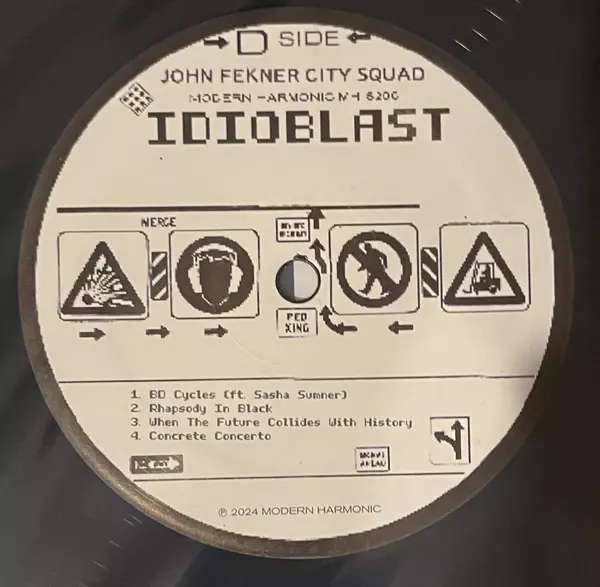 D SIDE
JOHN FEKNER CITY SQUAD
MODERN HARMONIC MH-8200
IDIOBLAST
MERGE
PED
XING
1. BD Cycles (ft. Sasha Sumner)
2. Rhapsody In Black
3. When The Future Collides With History
4. Concrete Concerto
℗ 2024 MODERN HARMONIC